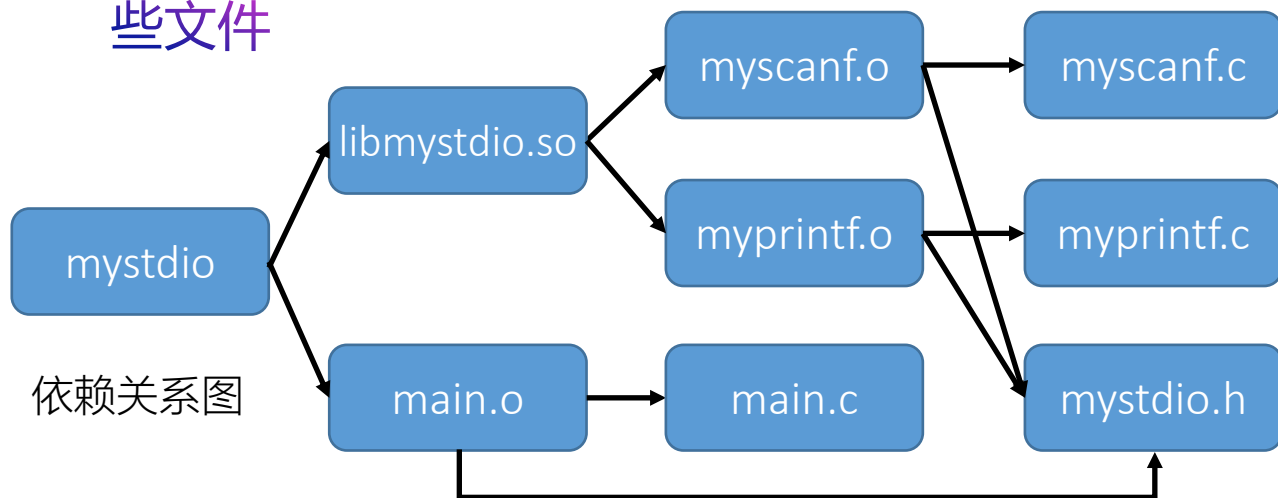 些文件
myscanf.o
myscanf.c
libmystdio.so
myprintf.o
myprintf.c
mystdio
main.o
main.c
mystdio.h
依赖关系图